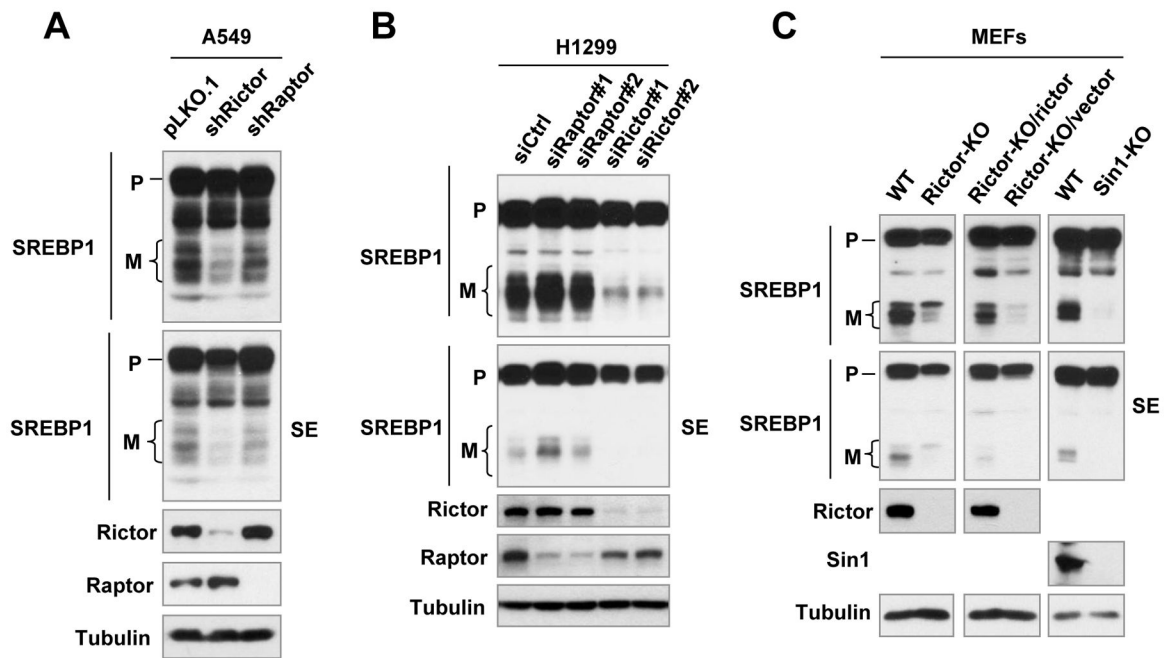 A
A549
pLKO.1
shRictor
shRaptor
P
SREBP1
M
P
SREBP1
M
SE
Rictor
Raptor
Tubulin
B
H1299
siCtrl
siRaptor#1
siRaptor#2
siRictor#1
siRictor#2
P
SREBP1
M
P
SREBP1
M
SE
Rictor
Raptor
Tubulin
C
MEFs
WT
Rictor-KO
Rictor-KO/rictor
Rictor-KO/vector
WT
Sin1-KO
P
SREBP1
M
P
SREBP1
M
SE
Rictor
Sin1
Tubulin